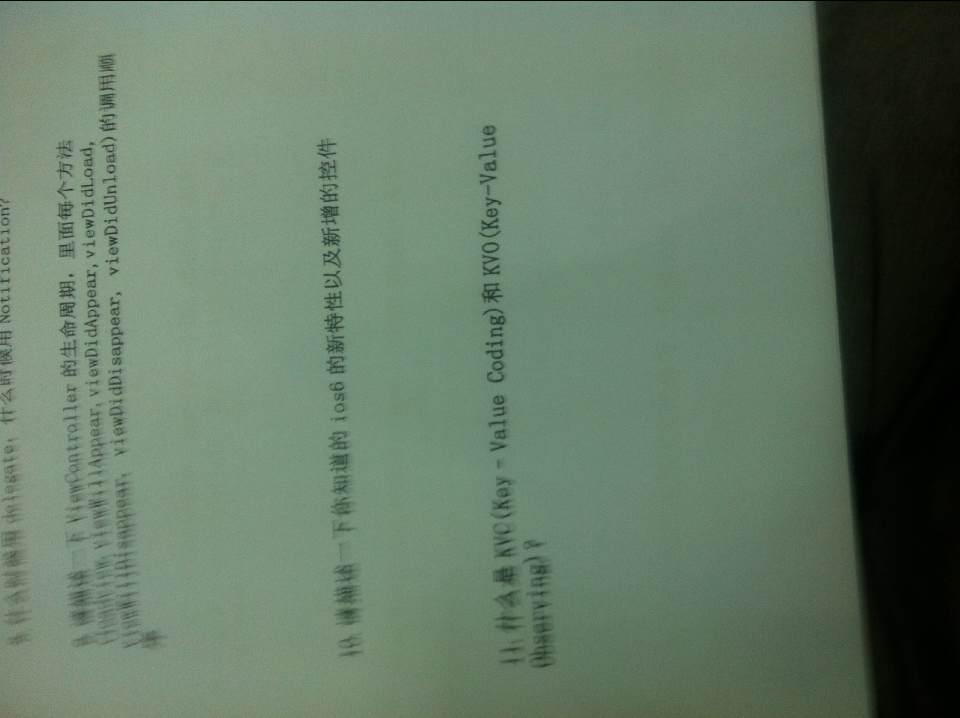 8.什么时候用 delegate，什么时候用 Notification?
9.请描述一下 ViewController 的生命周期，里面每个方法
(loadView,viewWillAppear,viewDidAppear,viewDidLoad,
viewWillDisappear, viewDidDisappear, viewDidUnload)的调用顺
序
10.请描述一下你知道的 ios6 的新特性以及新增的控件
11.什么是 KVC(Key-Value Coding)和 KVO(Key-Value
Observing)？